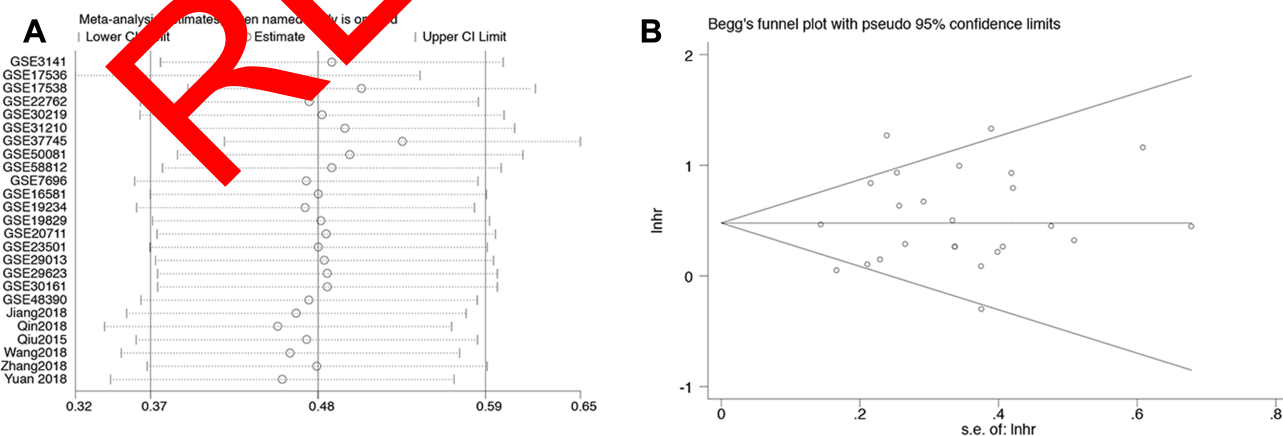 A
Meta-analysis estimates, given named study is omitted
| Lower CI Limit Estimate | Upper CI Limit
GSE3141
GSE17536
GSE17538
GSE22762
GSE30219
GSE31210
GSE37745
GSE50081
GSE58812
GSE7696
GSE16581
GSE19234
GSE19829
GSE20711
GSE23501
GSE29013
GSE29623
GSE30161
GSE48390
Jiang2018
Qin2018
Qiu2015
Wang2018
Zhang2018
Yuan 2018
0.32 0.37 0.48 0.59 0.65
B
Begg's funnel plot with pseudo 95% confidence limits
lnhr
2
1
0
-1
0 .2 .4 .6 .8
s.e. of: lnhr